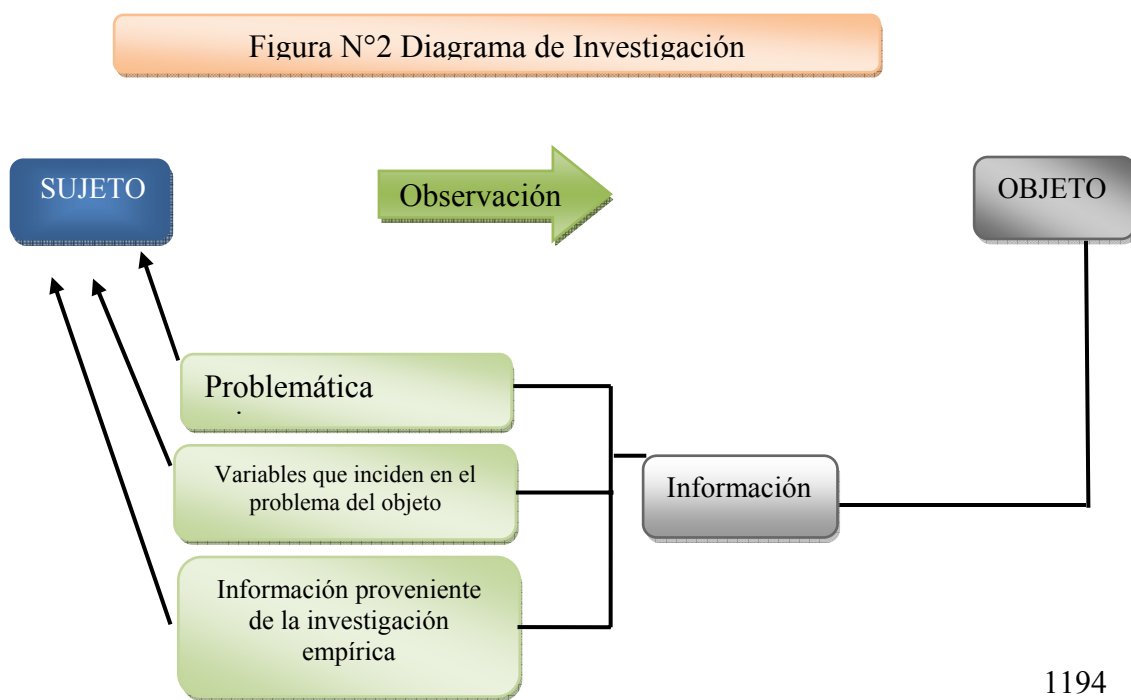 Figura N°2 Diagrama de Investigación
SUJETO
Observación
OBJETO
Problemática
Variables que inciden en el
problema del objeto
Información
Información proveniente
de la investigación
empírica
1194